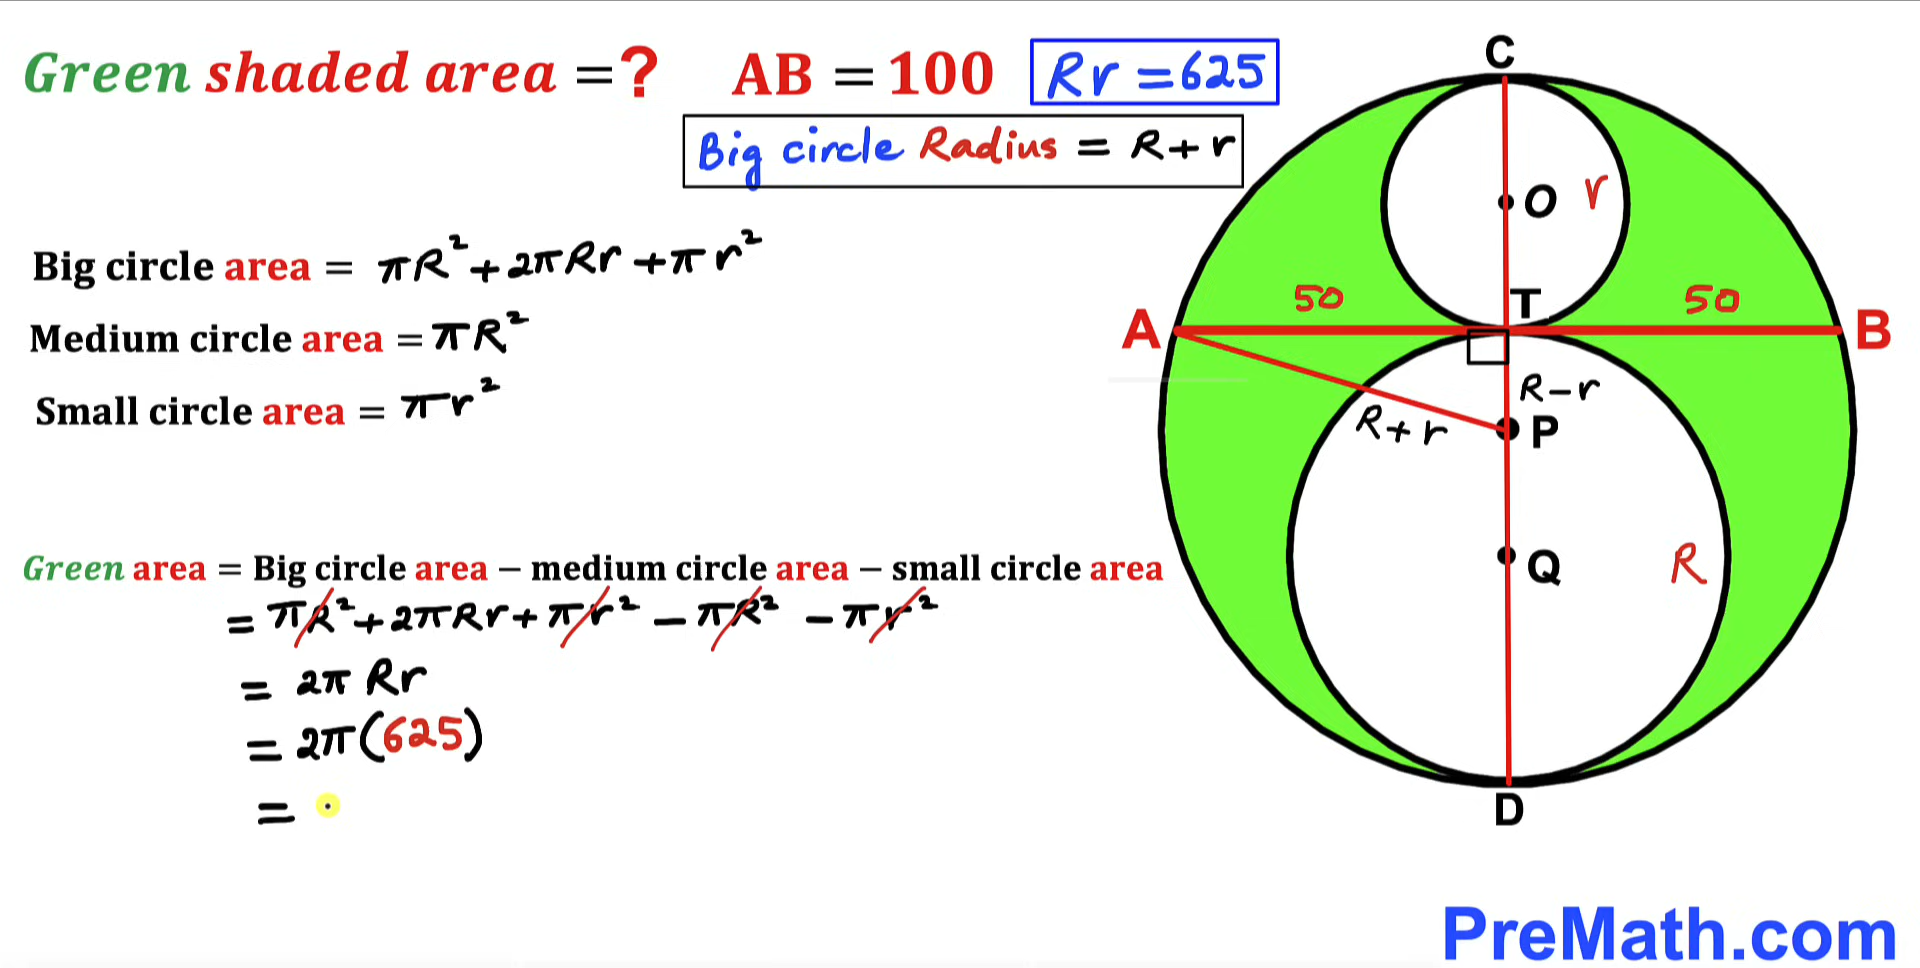 Green shaded area =? AB = 100 Rr = 625
Big circle Radius = R + r
Big circle area = πR² + 2πRr + πr²
Medium circle area = πR²
Small circle area = πr²
Green area = Big circle area – medium circle area – small circle area
= πR² + 2πRr + πr² – πR² – πr²
= 2π Rr
= 2π(625)
=
C
O r
50 T 50
A B
R-r
R+r P
Q R
D
PreMath.com